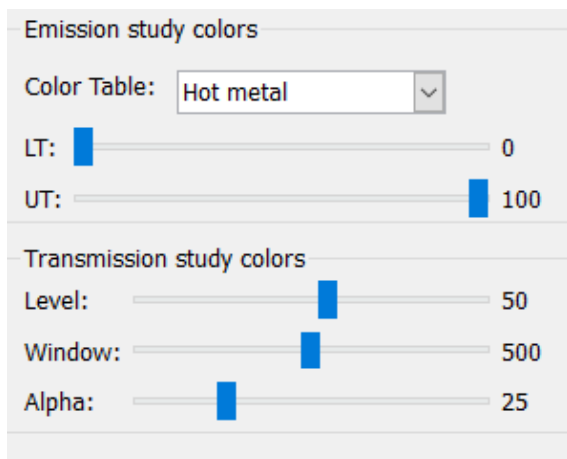 Emission study colors
Color Table: Hot metal
LT: 0
UT: 100
Transmission study colors
Level: 50
Window: 500
Alpha: 25